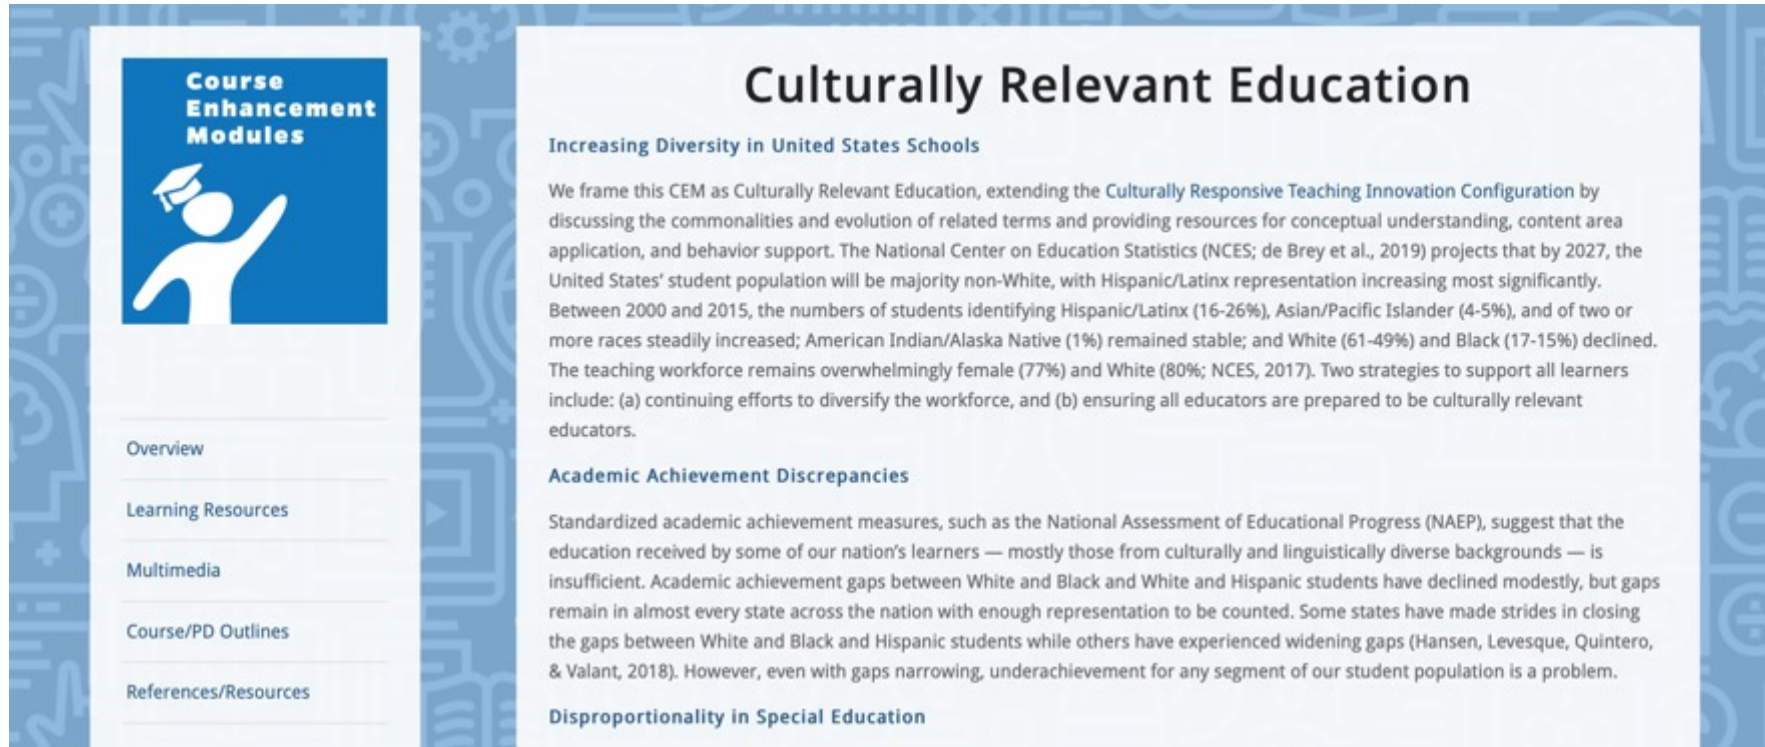 Course
Enhancement
Modules
Overview
Learning Resources
Multimedia
Course/PD Outlines
References/Resources
Culturally Relevant Education
Increasing Diversity in United States Schools
We frame this CEM as Culturally Relevant Education, extending the Culturally Responsive Teaching Innovation Configuration by
discussing the commonalities and evolution of related terms and providing resources for conceptual understanding, content area
application, and behavior support. The National Center on Education Statistics (NCES; de Brey et al., 2019) projects that by 2027, the
United States’ student population will be majority non-White, with Hispanic/Latinx representation increasing most significantly.
Between 2000 and 2015, the numbers of students identifying Hispanic/Latinx (16-26%), Asian/Pacific Islander (4-5%), and of two or
more races steadily increased; American Indian/Alaska Native (1%) remained stable; and White (61-49%) and Black (17-15%) declined.
The teaching workforce remains overwhelmingly female (77%) and White (80%; NCES, 2017). Two strategies to support all learners
include: (a) continuing efforts to diversify the workforce, and (b) ensuring all educators are prepared to be culturally relevant
educators.
Academic Achievement Discrepancies
Standardized academic achievement measures, such as the National Assessment of Educational Progress (NAEP), suggest that the
education received by some of our nation’s learners — mostly those from culturally and linguistically diverse backgrounds — is
insufficient. Academic achievement gaps between White and Black and White and Hispanic students have declined modestly, but gaps
remain in almost every state across the nation with enough representation to be counted. Some states have made strides in closing
the gaps between White and Black and Hispanic students while others have experienced widening gaps (Hansen, Levesque, Quintero,
& Valant, 2018). However, even with gaps narrowing, underachievement for any segment of our student population is a problem.
Disproportionality in Special Education